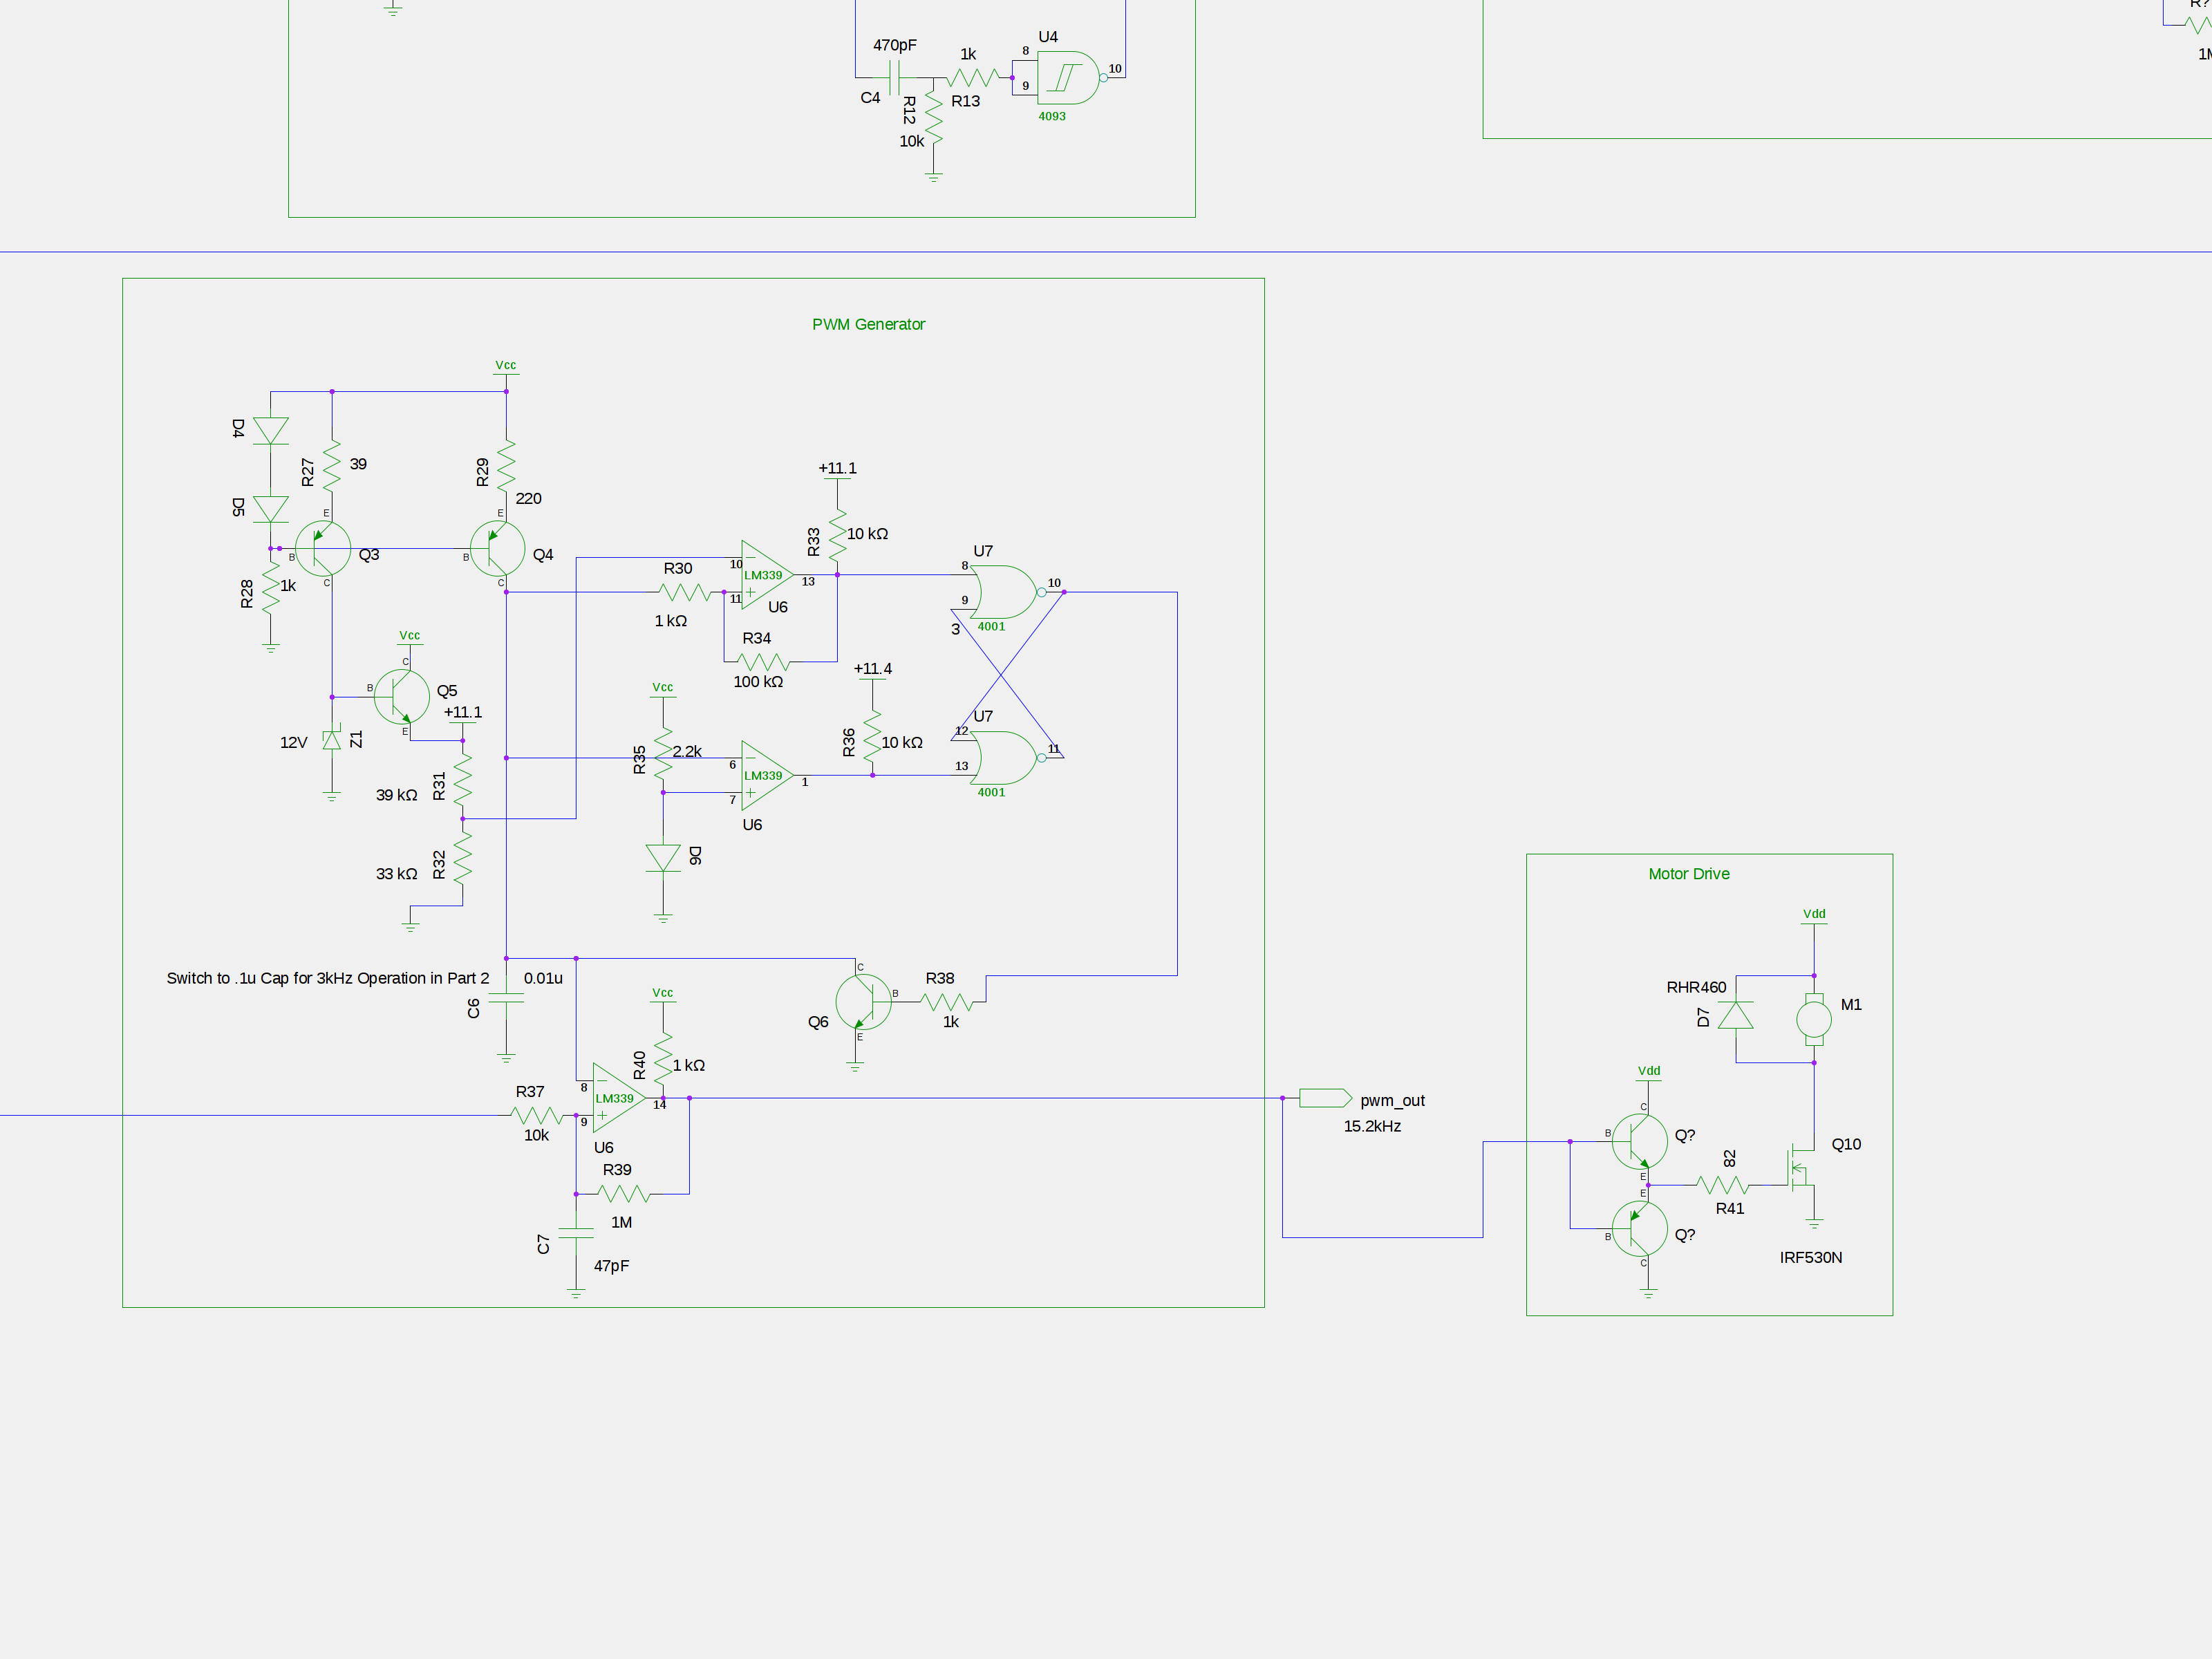 R?
1M
U4
470pF
1k
8
10
9
C4
R12
R13
4093
10k
PWM Generator
Vcc
D4
R27
39
R29
220
+11.1
D5
E
E
R33
10 kΩ
B
Q3
B
Q4
U7
R28
1k
C
C
R30
10
LM339
13
8
10
11
U6
9
1 kΩ
3
4001
Vcc
R34
C
100 kΩ
+11.4
B
Q5
Vcc
+11.1
E
12V
Z1
R35
2.2k
R36
10 kΩ
U7
12
11
6
LM339
13
1
7
4001
39 kΩ
R31
U6
D6
33 kΩ
R32
Motor Drive
Vdd
Switch to .1u Cap for 3kHz Operation in Part 2
0.01u
C6
Vcc
C
B
R38
1k
Q6
E
RHR460
D7
M1
R40
1 kΩ
R37
10k
8
LM339
14
9
U6
pwm_out
15.2kHz
Vdd
C
B
Q?
E
E
82
R41
Q10
R39
1M
C7
47pF
B
Q?
C
IRF530N